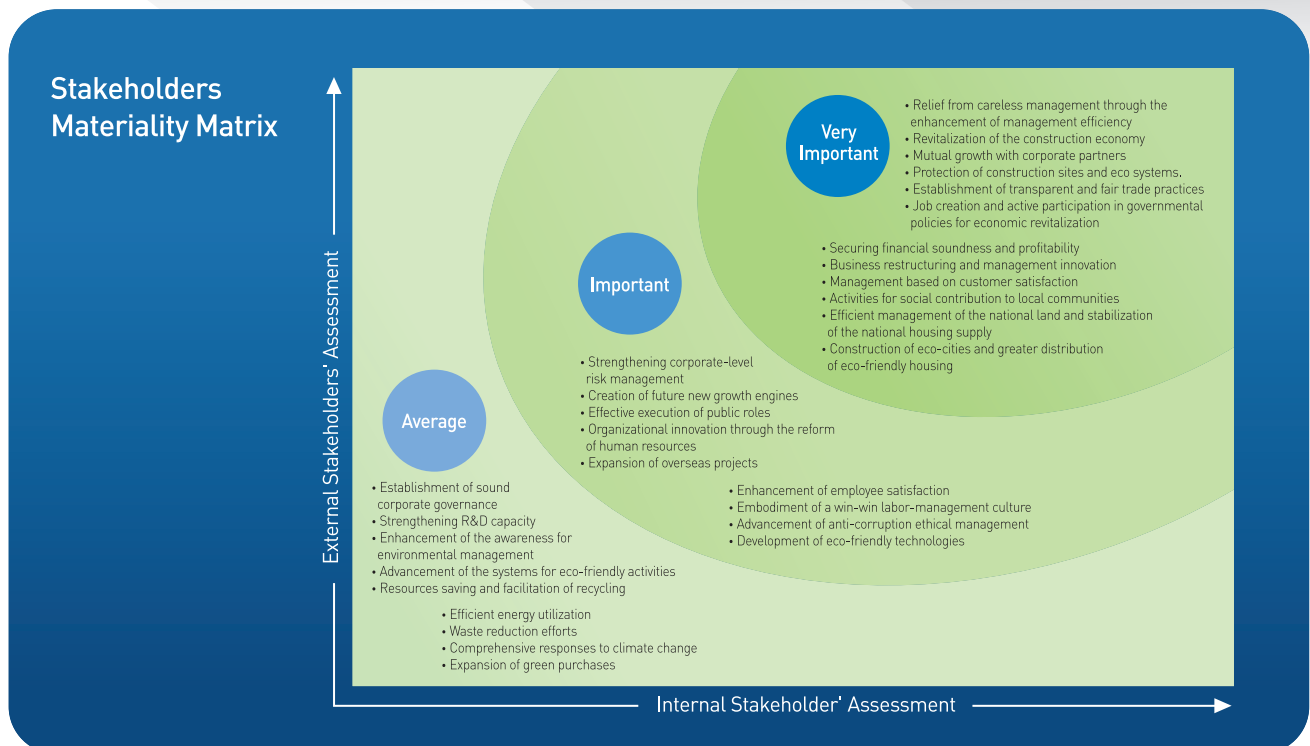 Stakeholders
Materiality Matrix
External Stakeholders' Assessment
Very
Important
• Relief from careless management through the
enhancement of management efficiency
• Revitalization of the construction economy
• Mutual growth with corporate partners
• Protection of construction sites and eco systems.
• Establishment of transparent and fair trade practices
• Job creation and active participation in governmental
policies for economic revitalization
• Securing financial soundness and profitability
• Business restructuring and management innovation
• Management based on customer satisfaction
• Activities for social contribution to local communities
• Efficient management of the national land and stabilization
of the national housing supply
• Construction of eco-cities and greater distribution
of eco-friendly housing
Important
• Strengthening corporate-level
risk management
• Creation of future new growth engines
• Effective execution of public roles
• Organizational innovation through the reform
of human resources
• Expansion of overseas projects
• Enhancement of employee satisfaction
• Embodiment of a win-win labor-management culture
• Advancement of anti-corruption ethical management
• Development of eco-friendly technologies
Average
• Establishment of sound
corporate governance
• Strengthening R&D capacity
• Enhancement of the awareness for
environmental management
• Advancement of the systems for eco-friendly activities
• Resources saving and facilitation of recycling
• Efficient energy utilization
• Waste reduction efforts
• Comprehensive responses to climate change
• Expansion of green purchases
Internal Stakeholder' Assessment